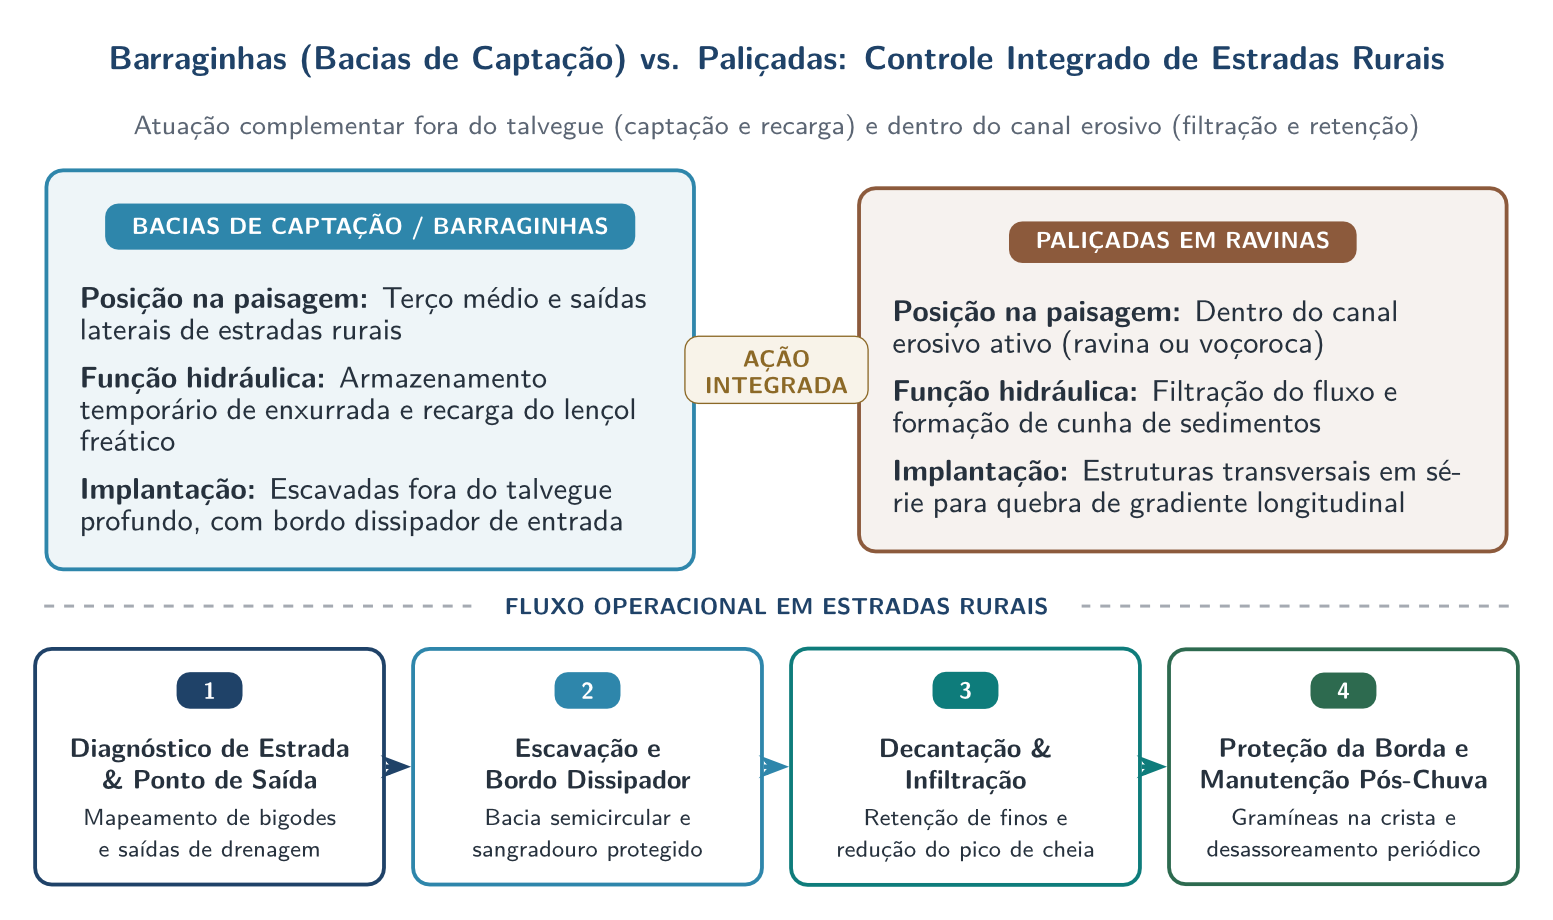 Barraginhas (Bacias de Captação) vs. Paliçadas: Controle Integrado de Estradas Rurais
Atuação complementar fora do talvegue (captação e recarga) e dentro do canal erosivo (filtração e retenção)
BACIAS DE CAPTAÇÃO / BARRAGINHAS
Posição na paisagem: Terço médio e saídas
laterais de estradas rurais
Função hidráulica: Armazenamento
temporário de enxurrada e recarga do lençol
freático
Implantação: Escavadas fora do talvegue
profundo, com bordo dissipador de entrada
AÇÃO
INTEGRADA
PALIÇADAS EM RAVINAS
Posição na paisagem: Dentro do canal
erosivo ativo (ravina ou voçoroca)
Função hidráulica: Filtração do fluxo e
formação de cunha de sedimentos
Implantação: Estruturas transversais em sé-
rie para quebra de gradiente longitudinal
FLUXO OPERACIONAL EM ESTRADAS RURAIS
1
Diagnóstico de Estrada
& Ponto de Saída
Mapeamento de bigodes
e saídas de drenagem
2
Escavação e
Bordo Dissipador
Bacia semicircular e
sangradouro protegido
3
Decantação &
Infiltração
Retenção de finos e
redução do pico de cheia
4
Proteção da Borda e
Manutenção Pós-Chuva
Gramíneas na crista e
desassoreamento periódico